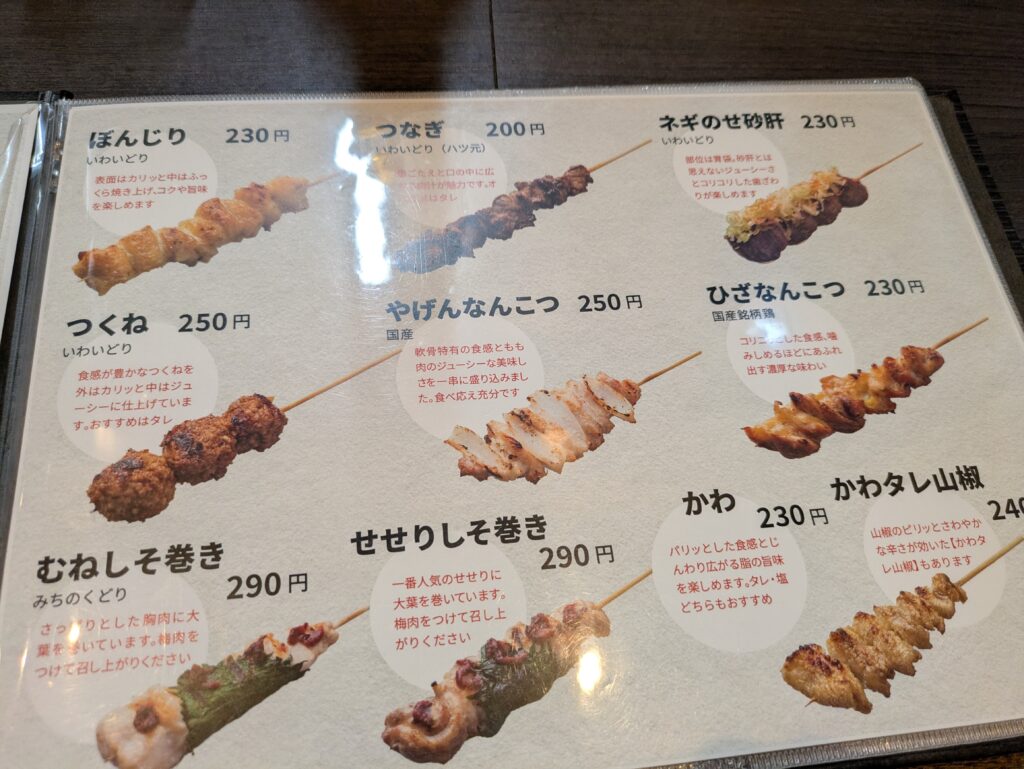 ぼんじり 230円
いわいどり
表面はカリッと中はふっ
くら焼き上げ、コクや旨味
を楽しめます
つなぎ 200円
いわいどり（ハツ元）
ごたえと口の中に広
汁が魅力です。オ
はタレ
ネギのせ砂肝 230円
いわいどり
部位は胃袋。砂肝とは
思えないジューシーさ
とコリコリした歯ざわ
りが楽しめます
つくね 250円
いわいどり
食感が豊かなつくねを
外はカリッと中はジュ
ーシーに仕上げていま
す。おすすめはタレ
やげんなんこつ 250円
国産
軟骨特有の食感ともも
肉のジューシーな美味し
さを一串に盛り込みまし
た。食べ応え充分です
ひざなんこつ 230円
国産銘柄鶏
コリコリとした食感、噛
みしめるほどにあふれ
出す濃厚な味わい
むねしそ巻き 290円
みちのくどり
さっぱりとした胸肉に大
葉を巻いています。梅肉を
つけて召し上がりください
せせりしそ巻き 290円
一番人気のせせりに
大葉を巻いています。
梅肉をつけて召し上
がりください
かわ 230円
パリッとした食感とじ
んわり広がる脂の旨味
を楽しめます。タレ・塩
どちらもおすすめ
かわタレ山椒 240
山椒のピリッとさわやか
な辛さが効いた【かわタ
レ山椒】もあります